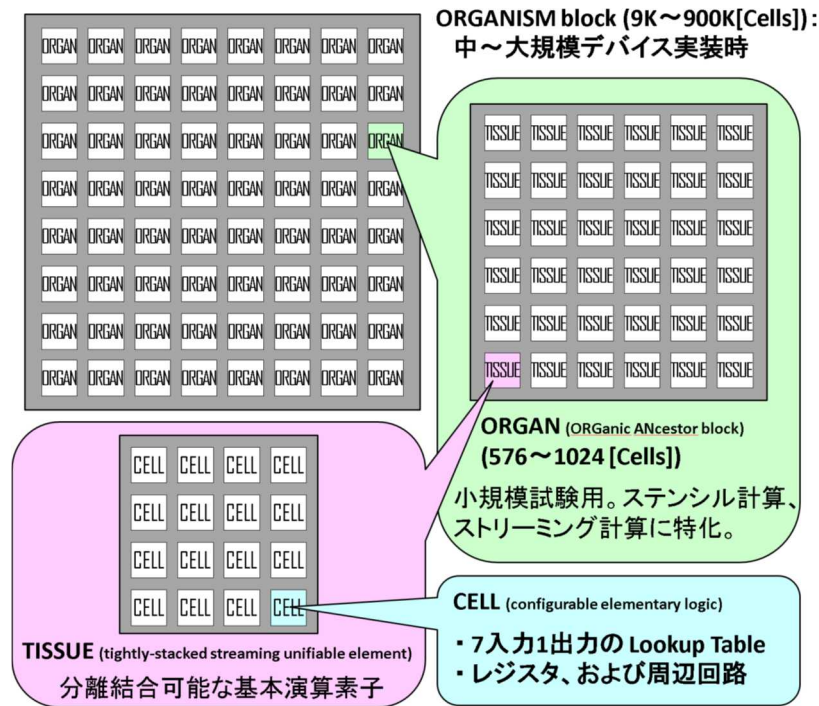 ORGANISM block (9K～900K[Cells]):
中～大規模デバイス実装時
ORGAN ORGAN ORGAN ORGAN ORGAN ORGAN ORGAN ORGAN
ORGAN ORGAN ORGAN ORGAN ORGAN ORGAN ORGAN ORGAN
ORGAN ORGAN ORGAN ORGAN ORGAN ORGAN ORGAN ORGAN
ORGAN ORGAN ORGAN ORGAN ORGAN ORGAN ORGAN ORGAN
ORGAN ORGAN ORGAN ORGAN ORGAN ORGAN ORGAN ORGAN
ORGAN ORGAN ORGAN ORGAN ORGAN ORGAN ORGAN ORGAN
ORGAN ORGAN ORGAN ORGAN ORGAN ORGAN ORGAN ORGAN
ORGAN ORGAN ORGAN ORGAN ORGAN ORGAN ORGAN ORGAN
TISSUE TISSUE TISSUE TISSUE TISSUE TISSUE
TISSUE TISSUE TISSUE TISSUE TISSUE TISSUE
TISSUE TISSUE TISSUE TISSUE TISSUE TISSUE
TISSUE TISSUE TISSUE TISSUE TISSUE TISSUE
TISSUE TISSUE TISSUE TISSUE TISSUE TISSUE
TISSUE TISSUE TISSUE TISSUE TISSUE TISSUE
ORGAN (ORGanic ANcestor block)
(576～1024 [Cells])
小規模試験用。ステンシル計算、
ストリーミング計算に特化。
CELL CELL CELL CELL
CELL CELL CELL CELL
CELL CELL CELL CELL
CELL CELL CELL CELL
TISSUE (tightly-stacked streaming unifiable element)
分離結合可能な基本演算素子
CELL (configurable elementary logic)
・7入力1出力の Lookup Table
・レジスタ、および周辺回路